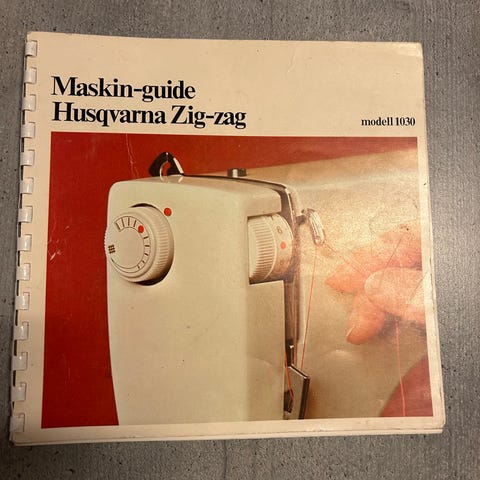 Maskin-guide
Husqvarna Zig-zag
modell 1030